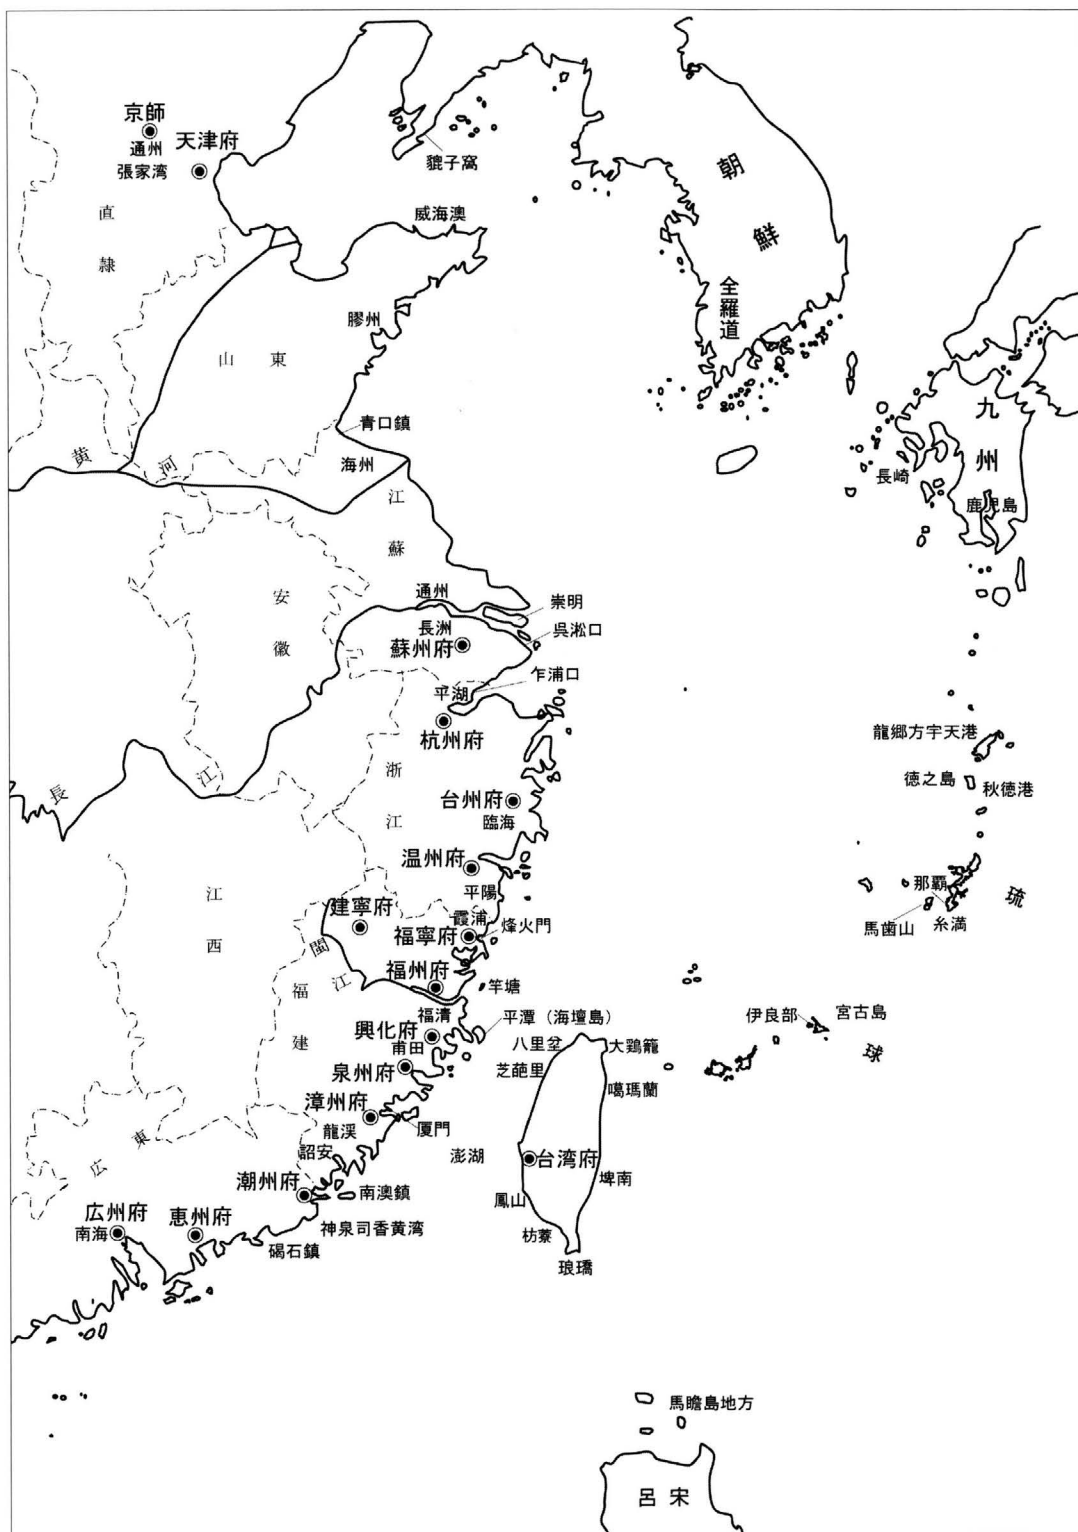 京師
通州
張家湾
天津府
直隸
貔子窩
威海澳
朝鮮
全羅道
膠州
山東
青口鎮
海州
黄河
江蘇
安徽
九州
長崎
鹿児島
通州
崇明
長洲
呉淞口
蘇州府
乍浦口
平湖
杭州府
龍郷方宇天港
徳之島
秋徳港
長江
浙江
台州府
臨海
温州府
平陽
江西
建寧府
霞浦
福寧府
烽火門
閩江
福州府
竿塘
那覇
馬歯山
糸満
琉球
福建
福清
平潭（海壇島）
興化府
莆田
八里坌
大鶏籠
伊良部
宮古島
泉州府
芝葩里
噶瑪蘭
漳州府
龍渓
厦門
詔安
澎湖
台湾府
埤南
広東
潮州府
南澳鎮
鳳山
広州府
南海
恵州府
神泉司香黄湾
碣石鎮
枋藔
琅璚
馬瞻島地方
呂宋